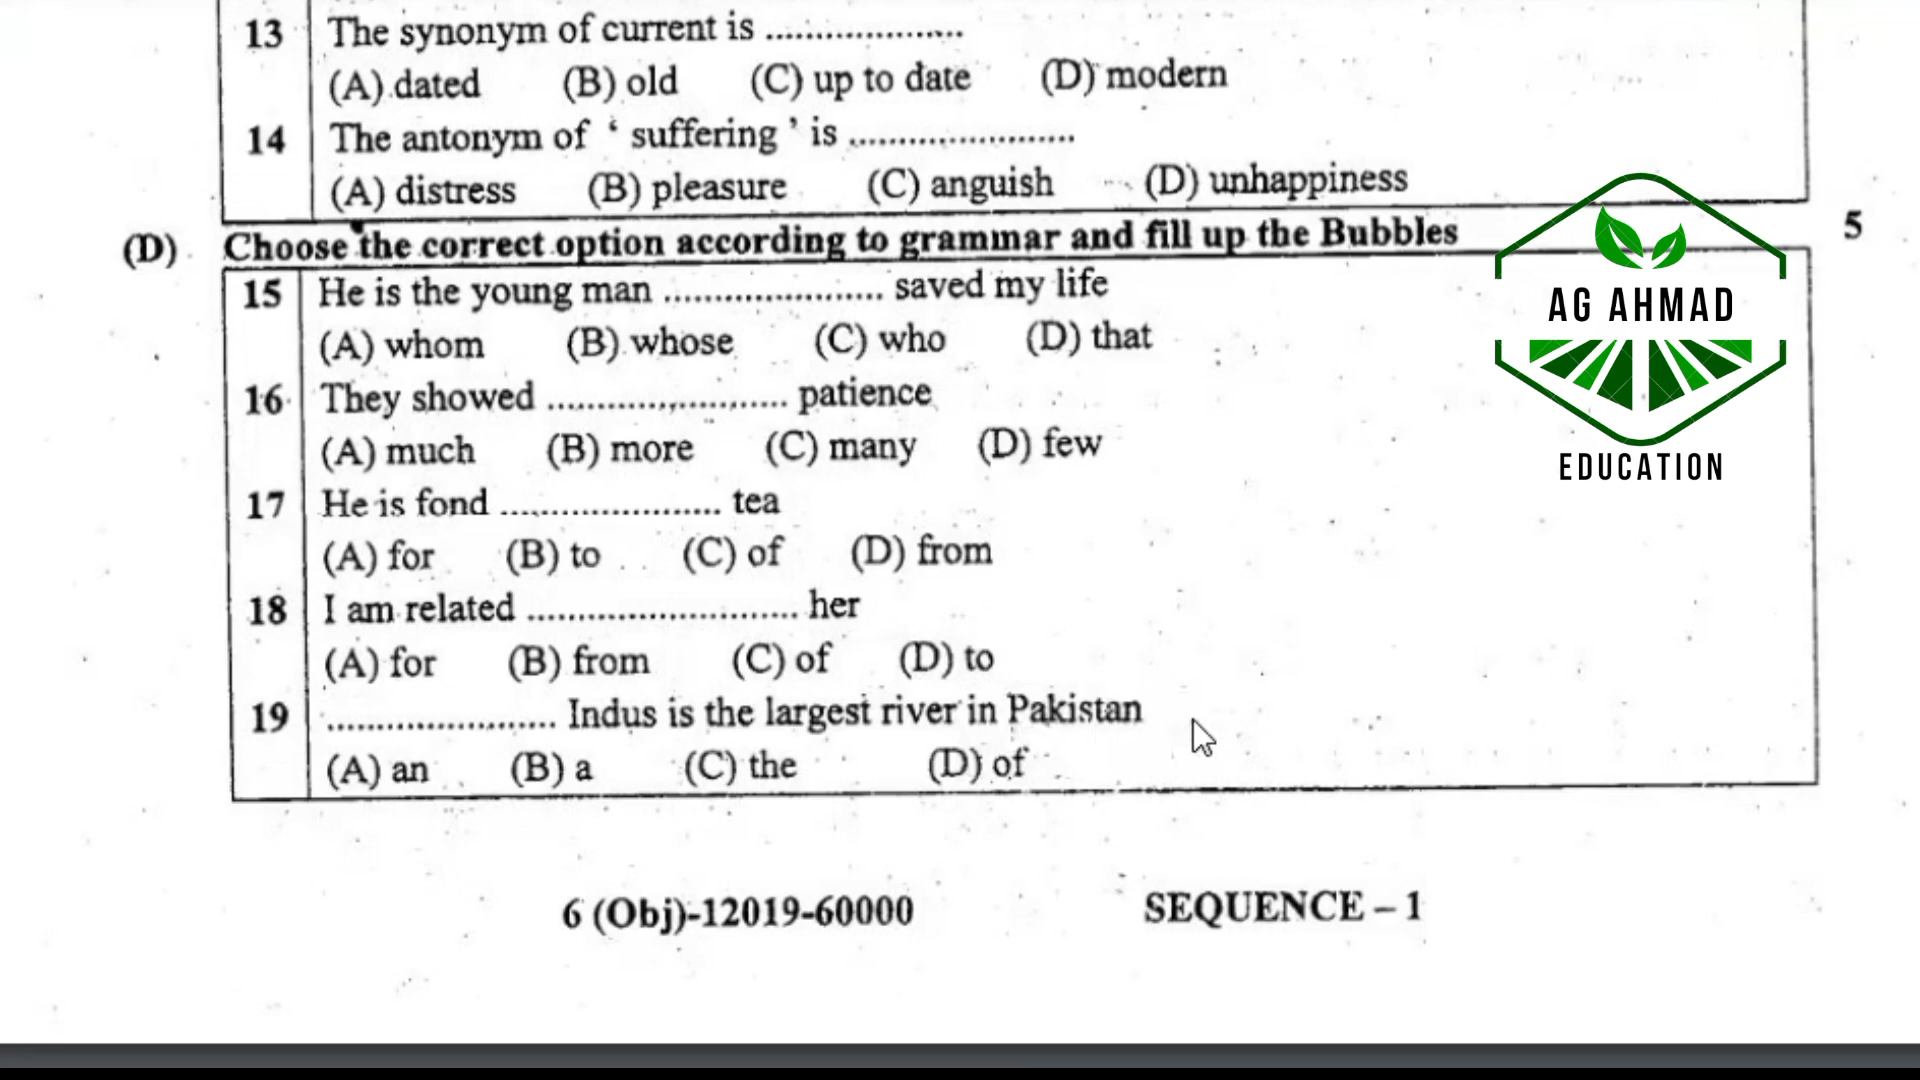 13 The synonym of current is ....................
(A) dated (B) old (C) up to date (D) modern
14 The antonym of ‘ suffering ’ is .......................
(A) distress (B) pleasure (C) anguish (D) unhappiness
(D) Choose the correct option according to grammar and fill up the Bubbles 5
15 He is the young man ...................... saved my life
(A) whom (B) whose (C) who (D) that
16 They showed ........................ patience
(A) much (B) more (C) many (D) few
17 He is fond ...................... tea
(A) for (B) to (C) of (D) from
18 I am related ........................... her
(A) for (B) from (C) of (D) to
19 ....................... Indus is the largest river in Pakistan
(A) an (B) a (C) the (D) of
AG AHMAD
EDUCATION
6 (Obj)-12019-60000 SEQUENCE – 1